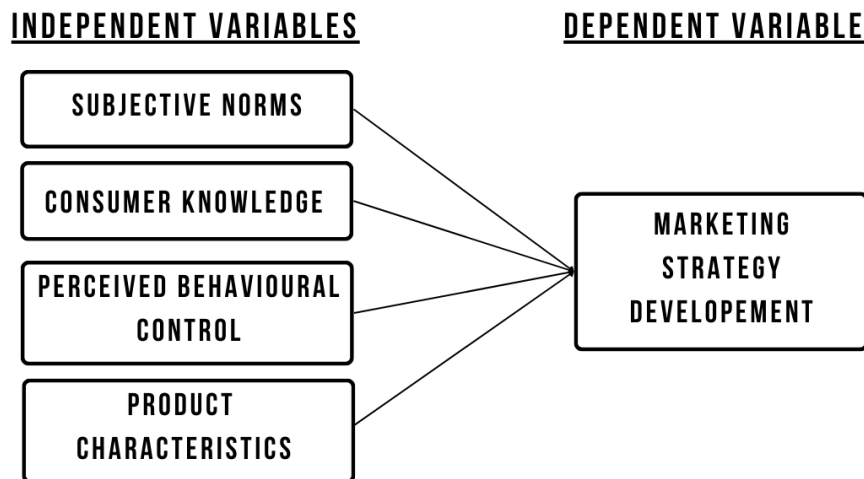 INDEPENDENT VARIABLES
DEPENDENT VARIABLE
SUBJECTIVE NORMS
CONSUMER KNOWLEDGE
PERCEIVED BEHAVIOURAL
CONTROL
PRODUCT
CHARACTERISTICS
MARKETING
STRATEGY
DEVELOPEMENT